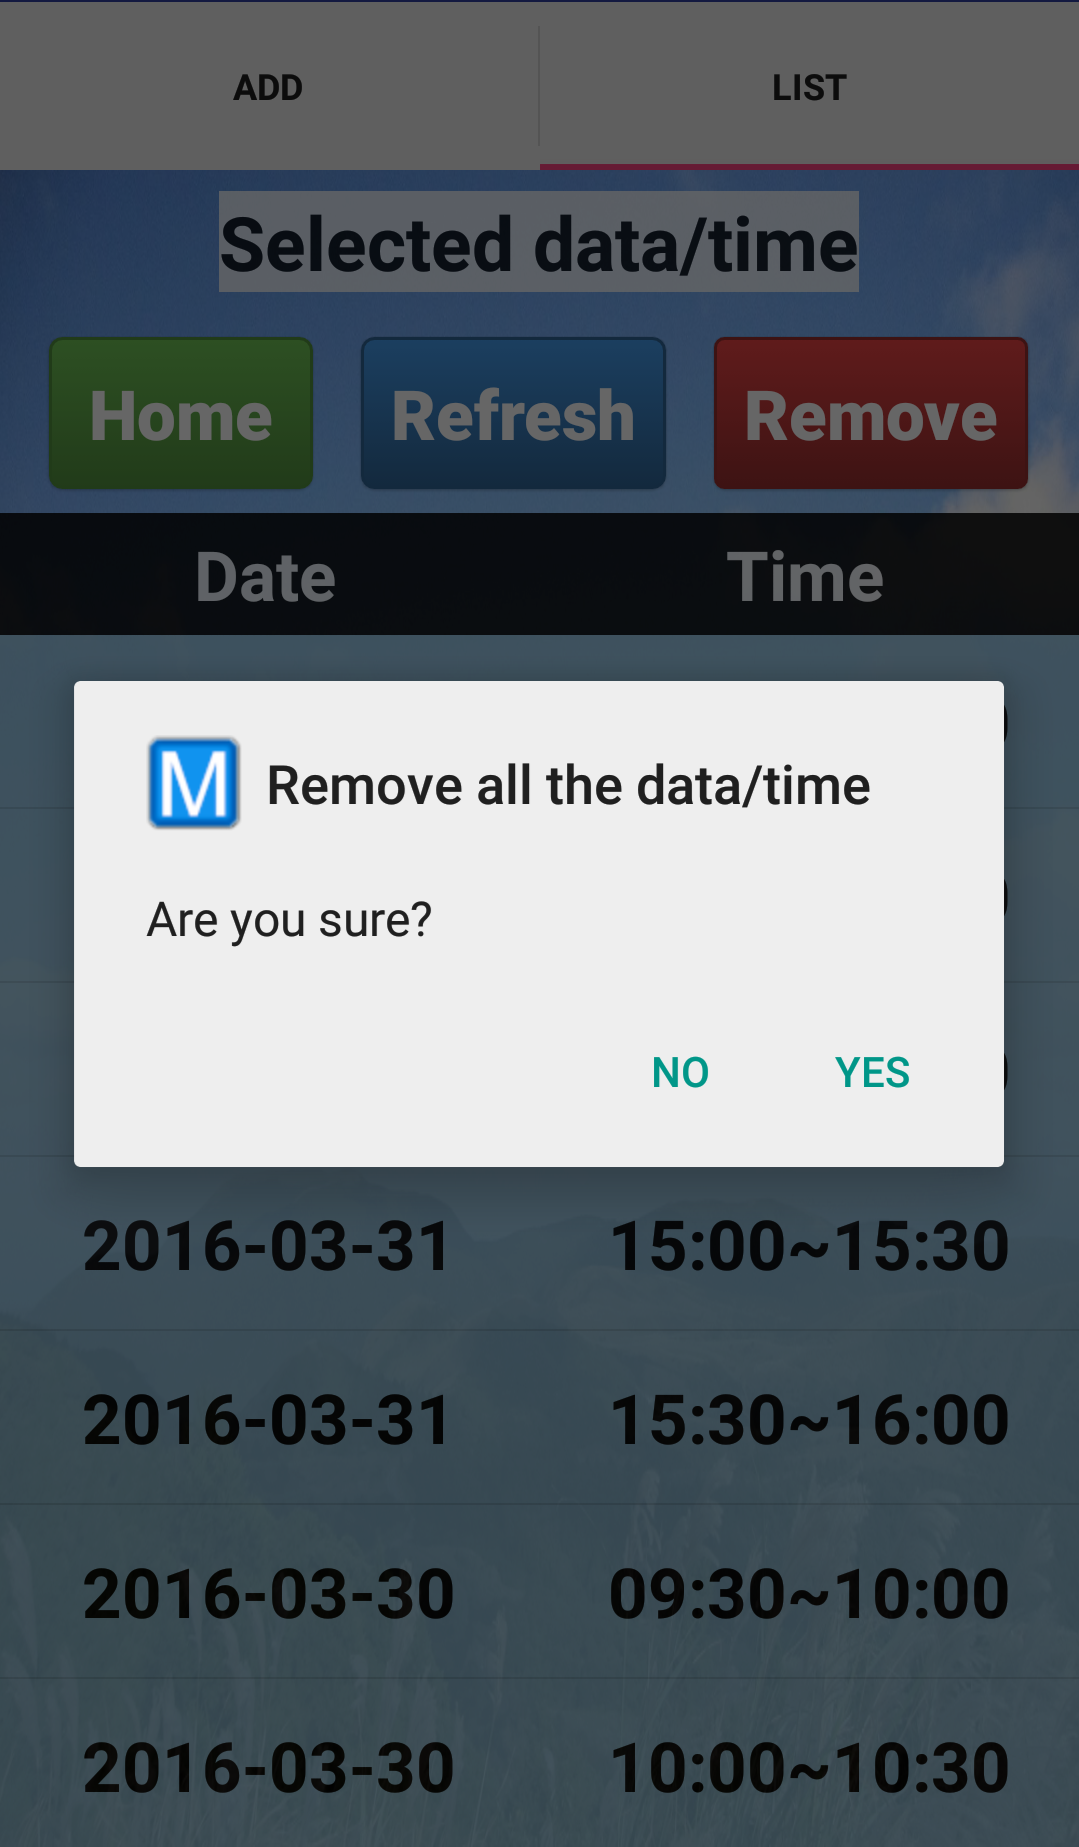 ADD LIST
Selected data/time
Home Refresh Remove
Date Time
M Remove all the data/time
Are you sure?
NO YES
2016-03-31 15:00~15:30
2016-03-31 15:30~16:00
2016-03-30 09:30~10:00
2016-03-30 10:00~10:30